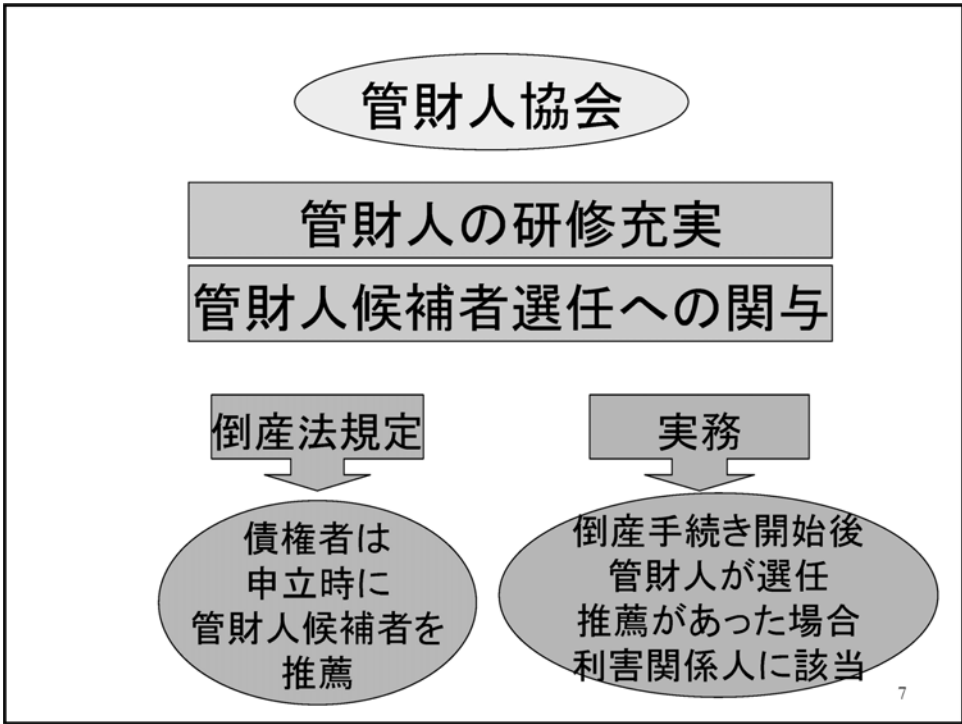 管財人協会
管財人の研修充実
管財人候補者選任への関与
倒産法規定
債権者は
申立時に
管財人候補者を
推薦
実務
倒産手続き開始後
管財人が選任
推薦があった場合
利害関係人に該当
7